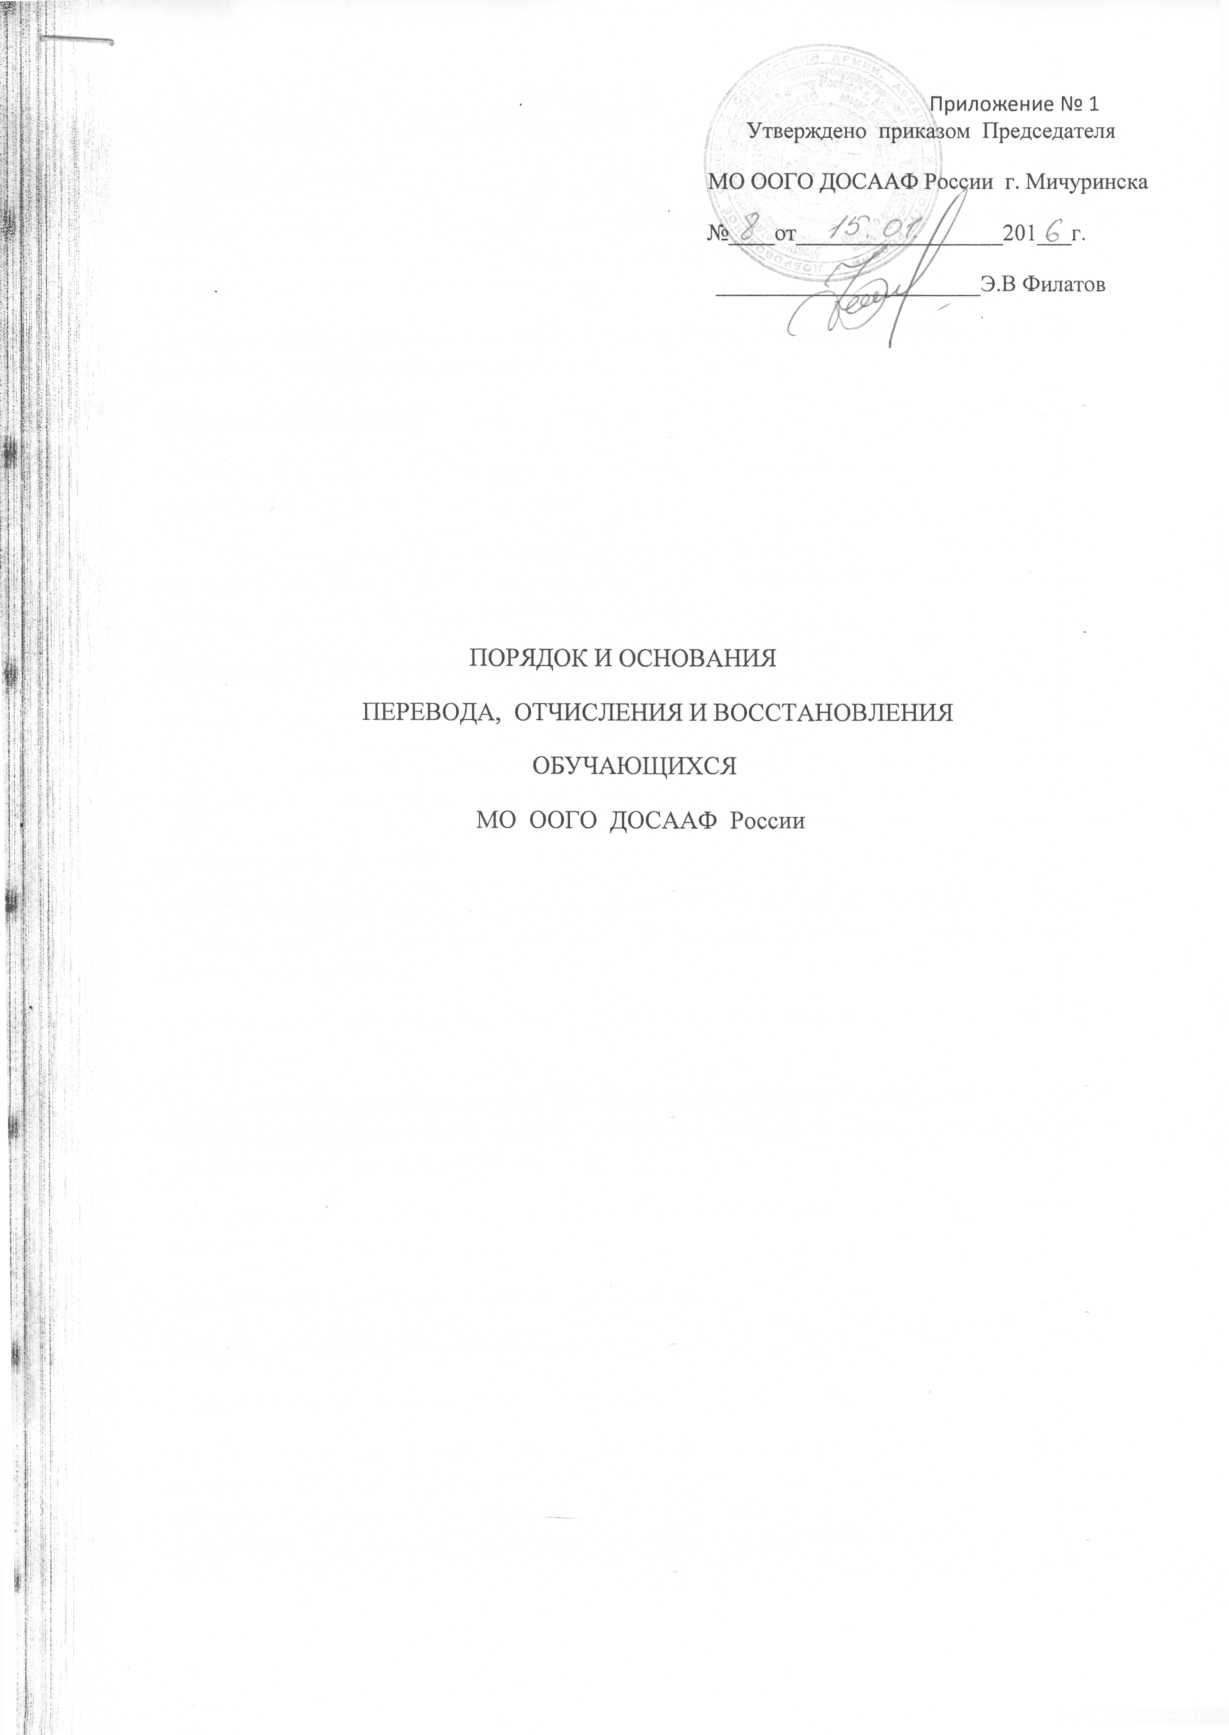 Приложение № 1
Утверждено приказом Председателя
МО ООГО ДОСААФ России г. Мичуринска
№ 8 от 15.01. 2016 г.
Э.В Филатов
ПОРЯДОК И ОСНОВАНИЯ
ПЕРЕВОДА, ОТЧИСЛЕНИЯ И ВОССТАНОВЛЕНИЯ
ОБУЧАЮЩИХСЯ
МО ООГО ДОСААФ России